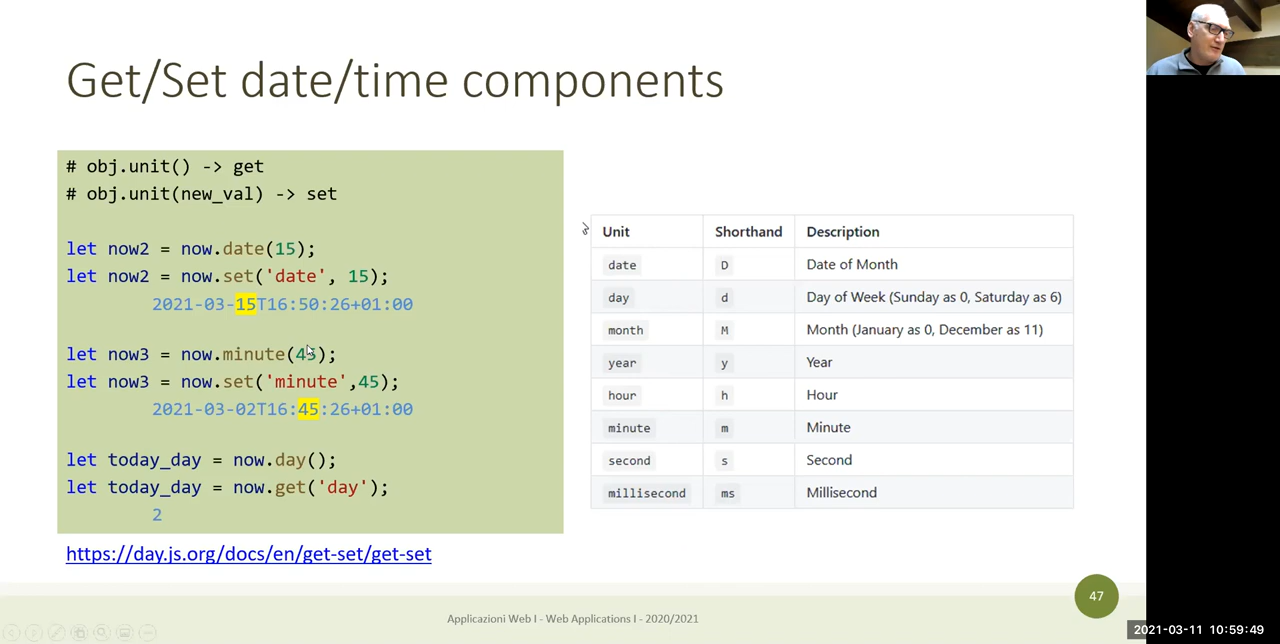 Get/Set date/time components
# obj.unit() -> get
# obj.unit(new_val) -> set
let now2 = now.date(15);
let now2 = now.set('date', 15);
2021-03-15T16:50:26+01:00
let now3 = now.minute(45);
let now3 = now.set('minute',45);
2021-03-02T16:45:26+01:00
let today_day = now.day();
let today_day = now.get('day');
2
https://day.js.org/docs/en/get-set/get-set
Unit Shorthand Description
date D Date of Month
day d Day of Week (Sunday as 0, Saturday as 6)
month M Month (January as 0, December as 11)
year y Year
hour h Hour
minute m Minute
second s Second
millisecond ms Millisecond
47
Applicazioni Web I - Web Applications I - 2020/2021
2021-03-11 10:59:49